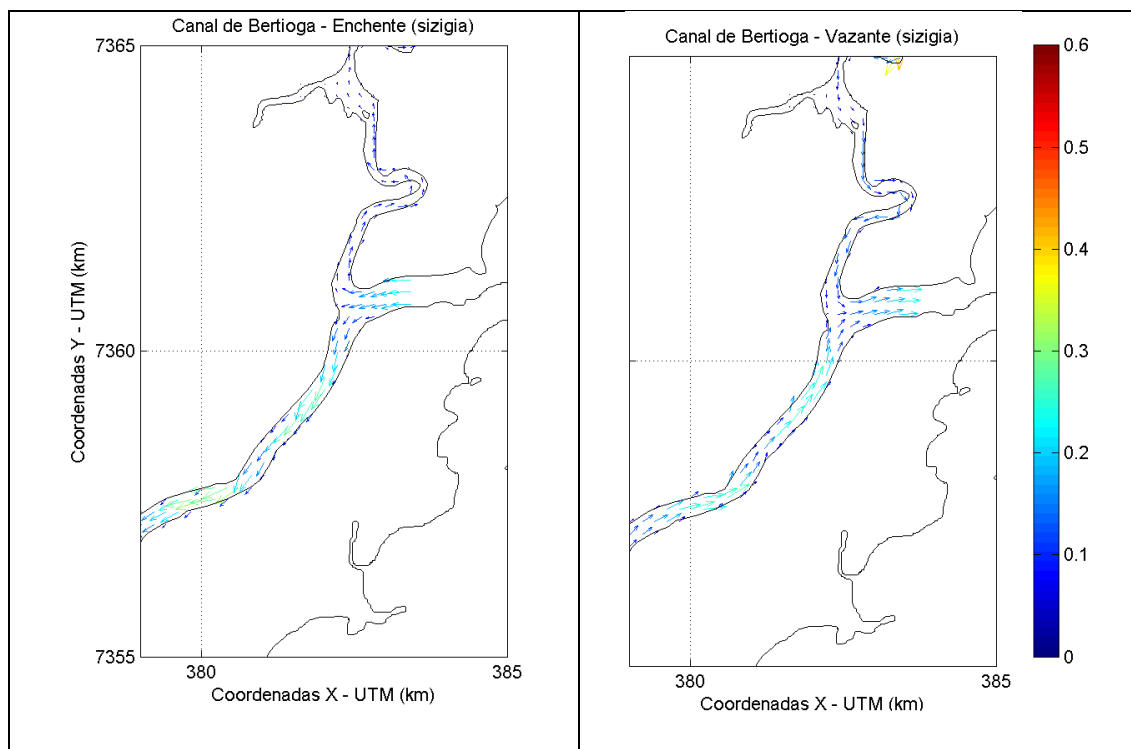 Canal de Bertioga - Enchente (sizigia)
7365
7360
7355
Coordenadas Y - UTM (km)
380
385
Coordenadas X - UTM (km)
Canal de Bertioga - Vazante (sizigia)
380
385
Coordenadas X - UTM (km)
0.6
0.5
0.4
0.3
0.2
0.1
0